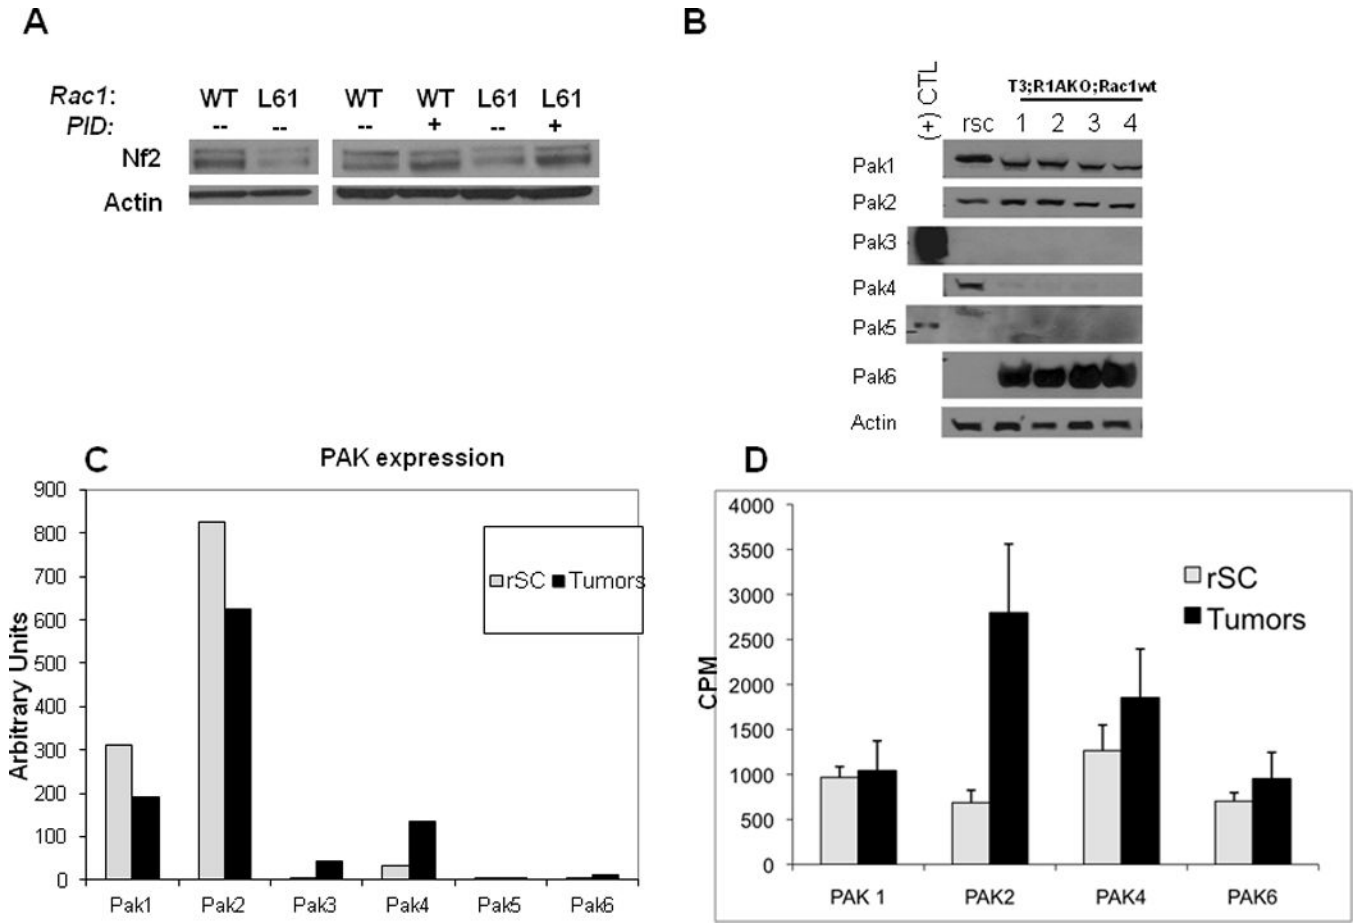 A
Rac1: WT L61 WT WT L61 L61
PID: -- -- -- + -- +
Nf2
Actin
B
(+) CTL
T3;R1AKO;Rac1wt
rsc 1 2 3 4
Pak1
Pak2
Pak3
Pak4
Pak5
Pak6
Actin
C
PAK expression
900
800
700
600
500
400
300
200
100
0
Arbitrary Units
rSC Tumors
Pak1 Pak2 Pak3 Pak4 Pak5 Pak6
D
4000
3500
3000
2500
2000
1500
1000
500
0
CPM
rSC
Tumors
PAK 1 PAK2 PAK4 PAK6